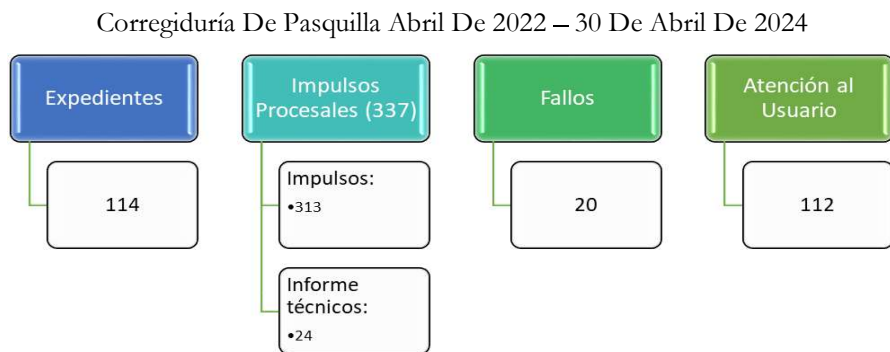 Corregiduría De Pasquilla Abril De 2022 – 30 De Abril De 2024
Expedientes
114
Impulsos
Procesales (337)
Impulsos:
•313
Informe
técnicos:
•24
Fallos
20
Atención al
Usuario
112